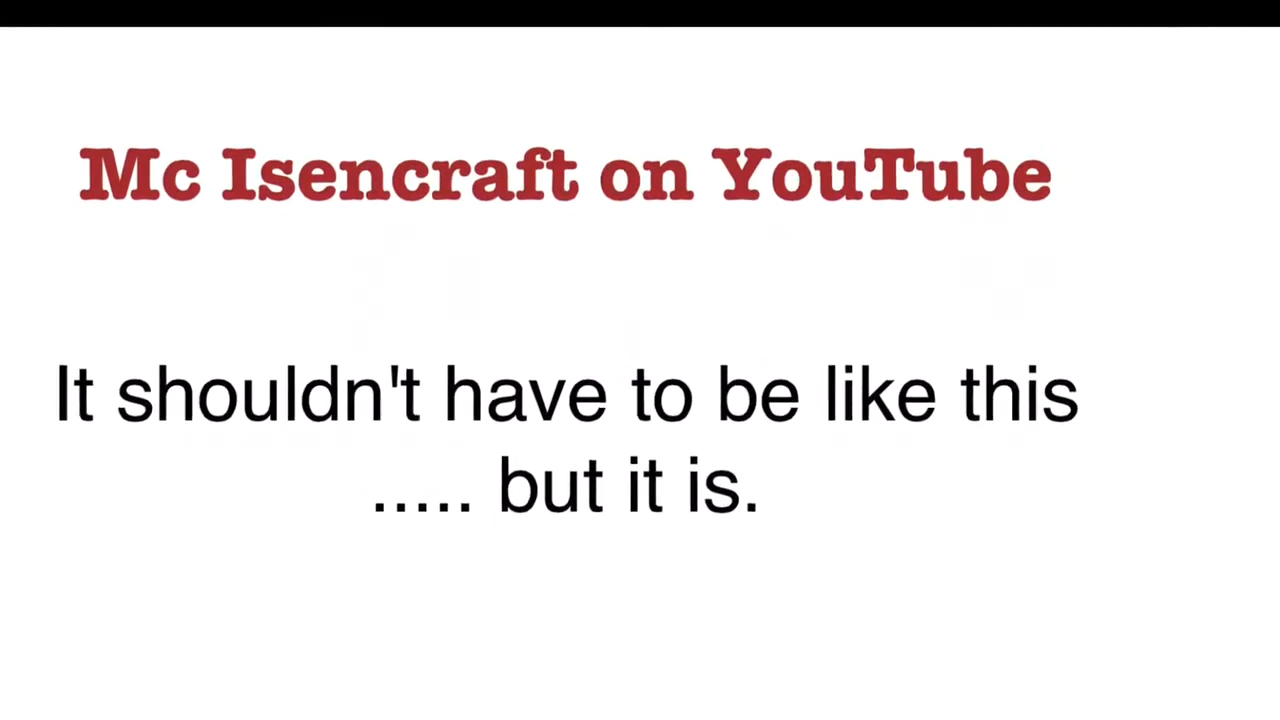 Mc Isencraft on YouTube
It shouldn't have to be like this
..... but it is.